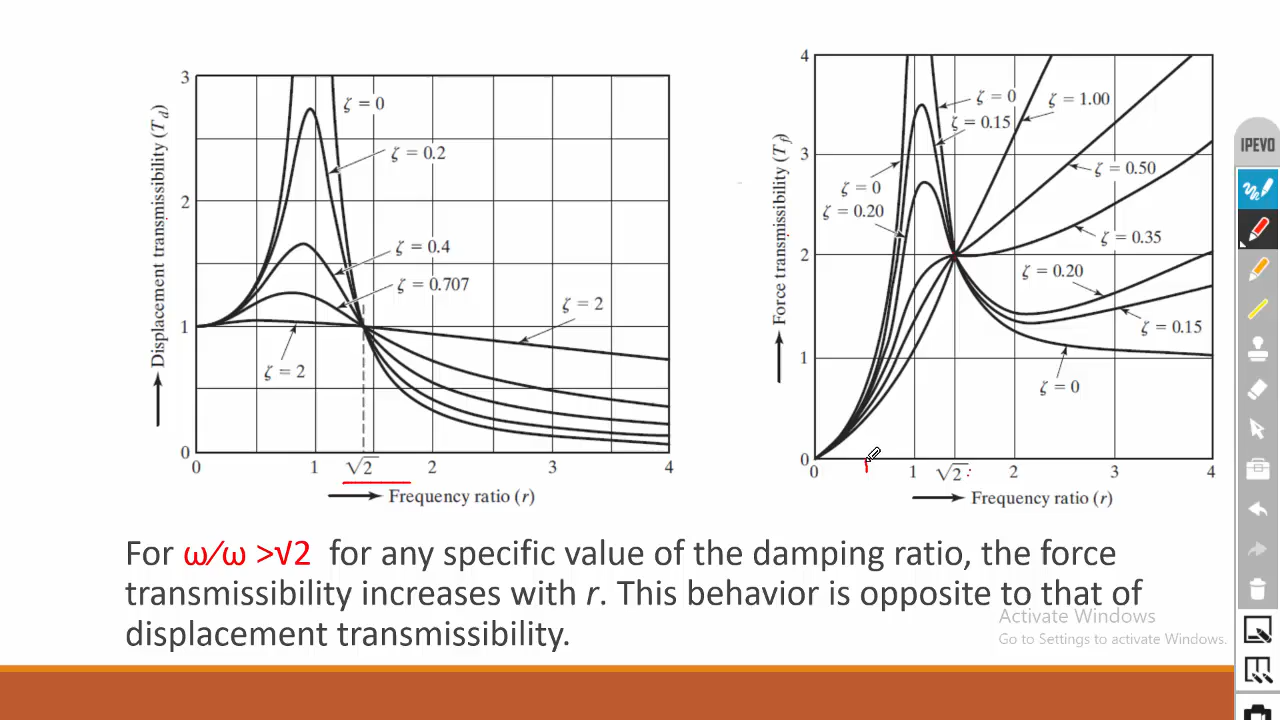 3
2
1
0
0
1
√2
2
3
4
Displacement transmissibility (T_d)
Frequency ratio (r)
ζ = 0
ζ = 0.2
ζ = 0.4
ζ = 0.707
ζ = 2
ζ = 2
4
3
2
1
0
0
1
√2
2
3
4
Force transmissibility (T_f)
Frequency ratio (r)
ζ = 0
ζ = 0.15
ζ = 1.00
ζ = 0.50
ζ = 0
ζ = 0.20
ζ = 0.35
ζ = 0.20
ζ = 0.15
ζ = 0
For ω/ω >√2 for any specific value of the damping ratio, the force
transmissibility increases with r. This behavior is opposite to that of
displacement transmissibility.
Activate Windows
Go to Settings to activate Windows.
IPEVO